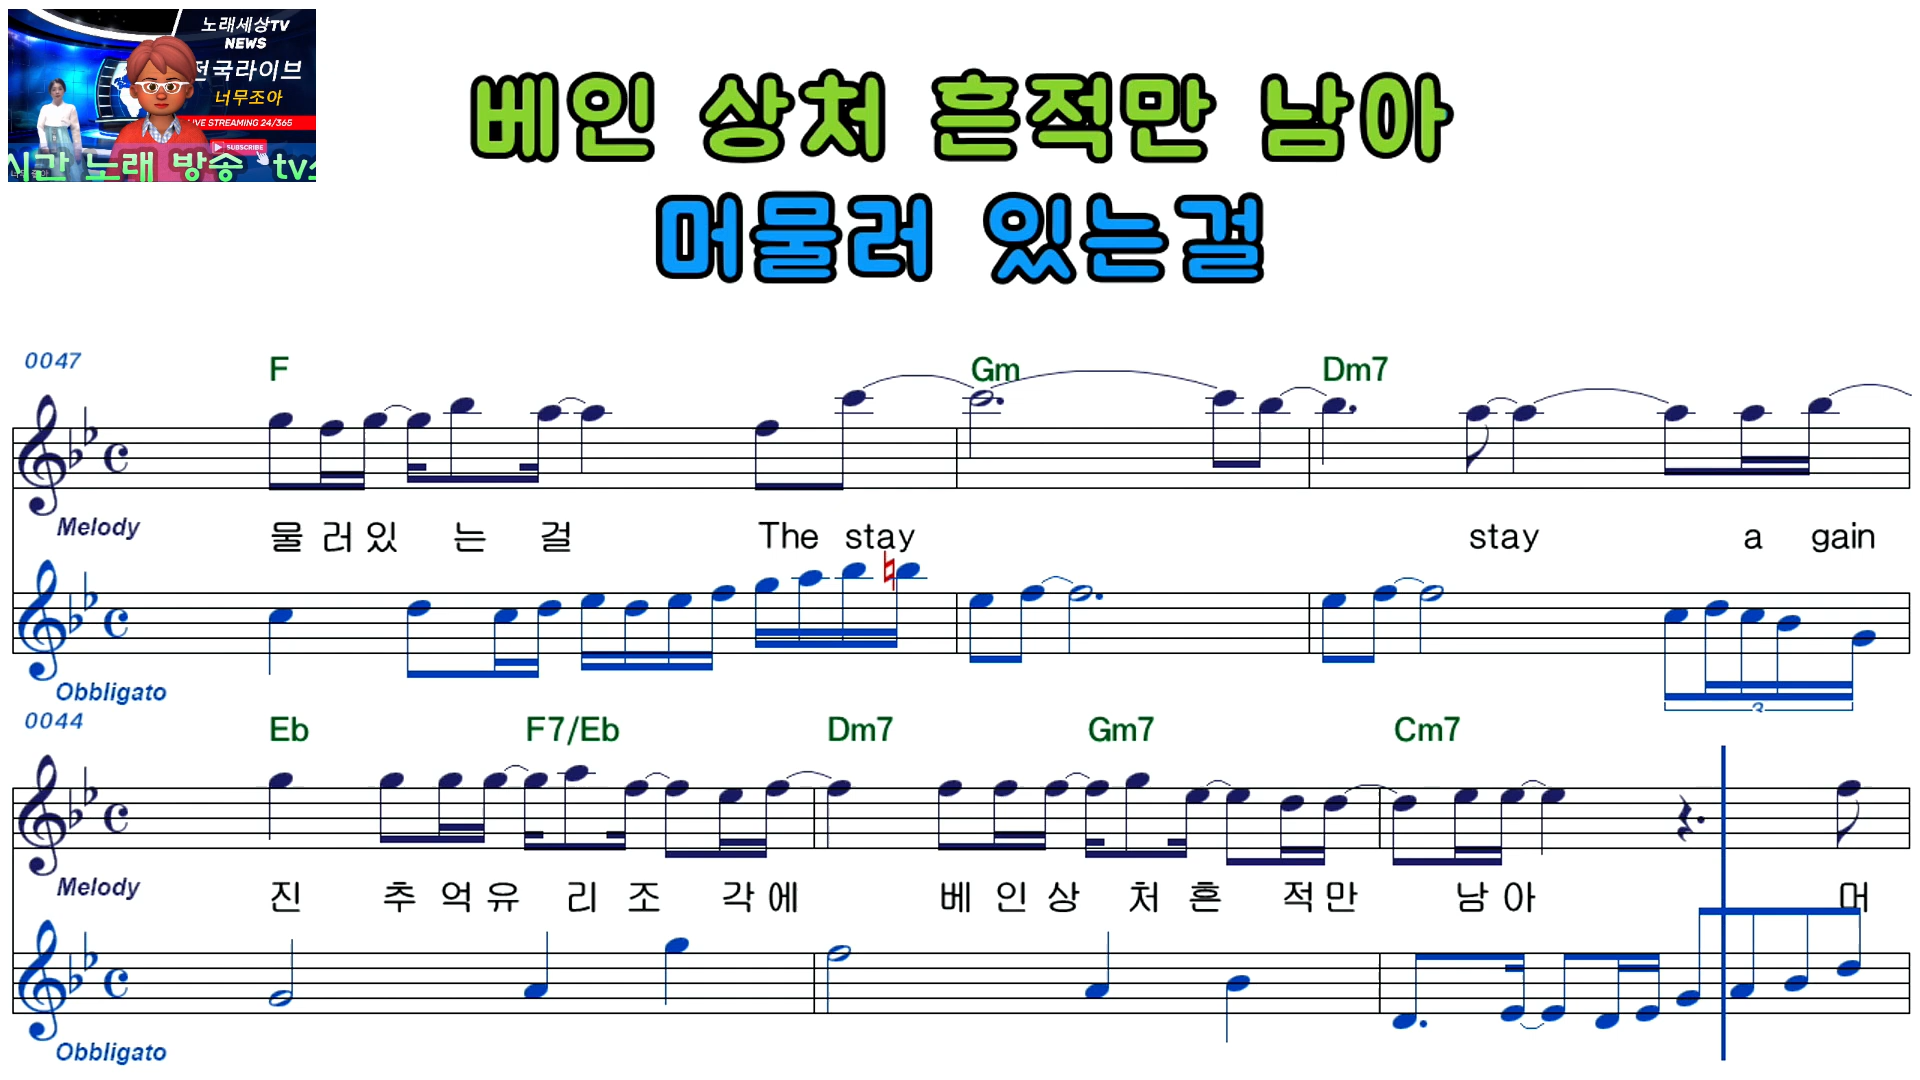 노래세상TV
NEWS
전국라이브
너무조아
LIVE STREAMING 24/365
SUBSCRIBE
시간 노래 방송 tv
베인 상처 흔적만 남아
머물러 있는걸
0047
F Gm Dm7
Melody
물 러 있 는 걸 The stay stay a gain
Obbligato
3
0044
Eb F7/Eb Dm7 Gm7 Cm7
Melody
진 추 억 유 리 조 각 에 베 인 상 처 흔 적 만 남 아 머
Obbligato